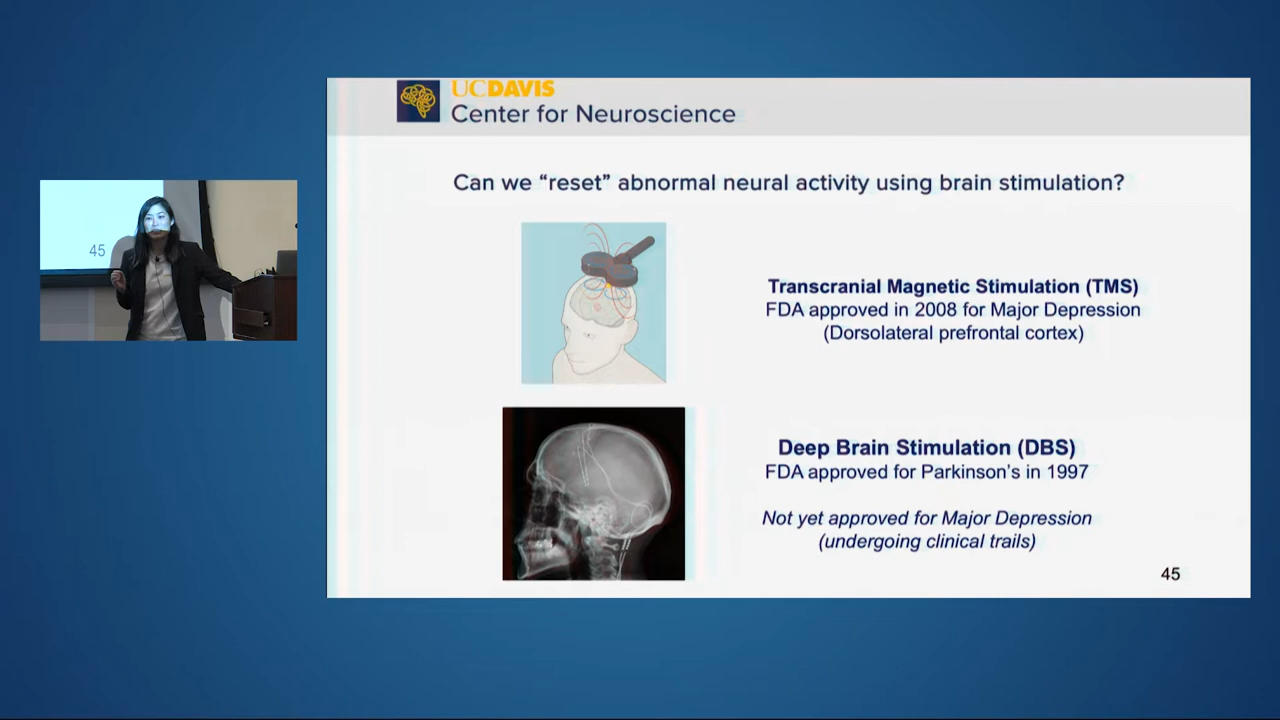 UCDAVIS
Center for Neuroscience
Can we “reset” abnormal neural activity using brain stimulation?
45
Transcranial Magnetic Stimulation (TMS)
FDA approved in 2008 for Major Depression
(Dorsolateral prefrontal cortex)
Deep Brain Stimulation (DBS)
FDA approved for Parkinson’s in 1997
Not yet approved for Major Depression
(undergoing clinical trails)
45